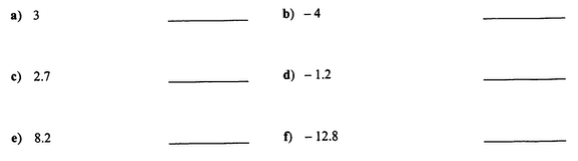 a) 3 b) – 4
c) 2.7 d) – 1.2
e) 8.2 f) – 12.8